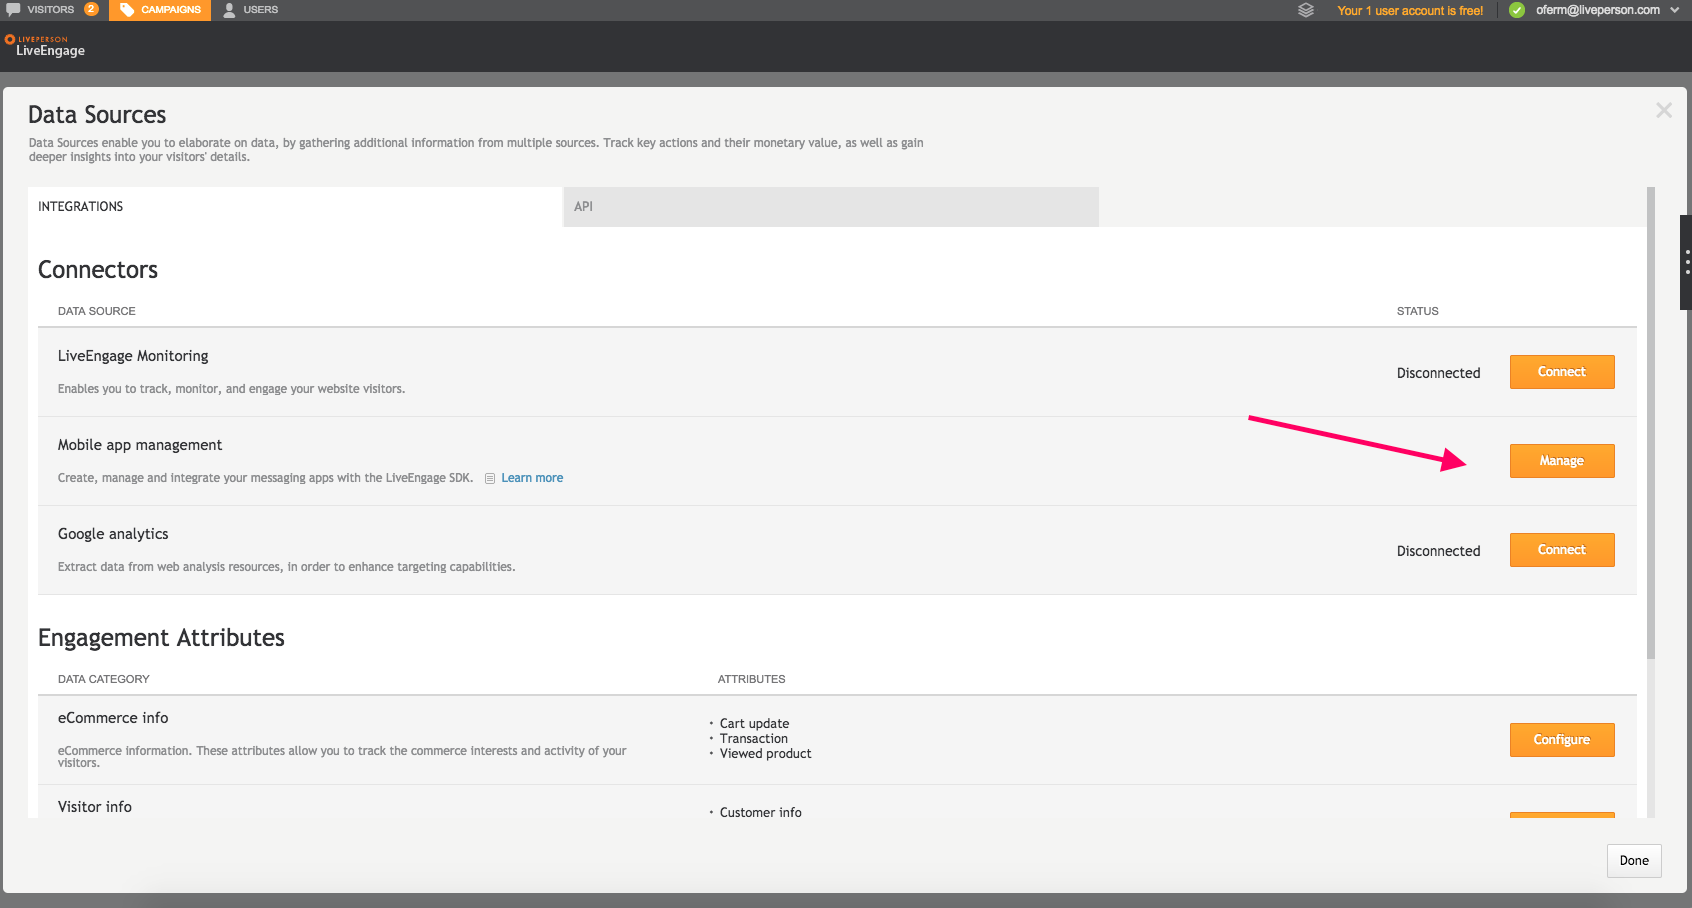 VISITORS 2 CAMPAIGNS USERS Your 1 user account is free! oferm@liveperson.com
LIVEPERSON
LiveEngage
Data Sources
Data Sources enable you to elaborate on data, by gathering additional information from multiple sources. Track key actions and their monetary value, as well as gain
deeper insights into your visitors' details.
INTEGRATIONS API
Connectors
DATA SOURCE STATUS
LiveEngage Monitoring
Enables you to track, monitor, and engage your website visitors.
Disconnected Connect
Mobile app management
Create, manage and integrate your messaging apps with the LiveEngage SDK. Learn more
Manage
Google analytics
Extract data from web analysis resources, in order to enhance targeting capabilities.
Disconnected Connect
Engagement Attributes
DATA CATEGORY ATTRIBUTES
eCommerce info
eCommerce information. These attributes allow you to track the commerce interests and activity of your
visitors.
• Cart update
• Transaction
• Viewed product
Configure
Visitor info
• Customer info
Done